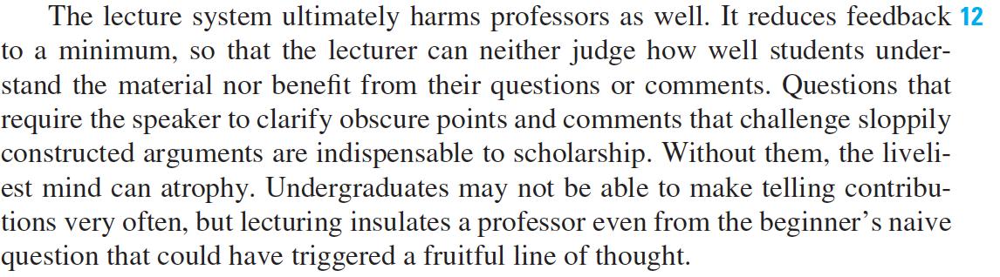 The lecture system ultimately harms professors as well. It reduces feedback 12
to a minimum, so that the lecturer can neither judge how well students under-
stand the material nor benefit from their questions or comments. Questions that
require the speaker to clarify obscure points and comments that challenge sloppily
constructed arguments are indispensable to scholarship. Without them, the liveli-
est mind can atrophy. Undergraduates may not be able to make telling contribu-
tions very often, but lecturing insulates a professor even from the beginner’s naive
question that could have triggered a fruitful line of thought.